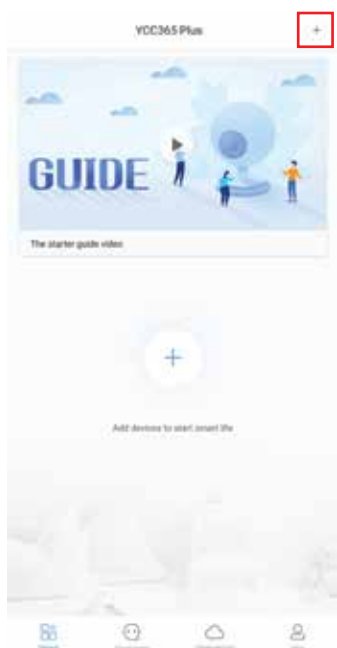 YCC365 Plus
+
GUIDE
The starter guide video
+
Add devices to start smart life